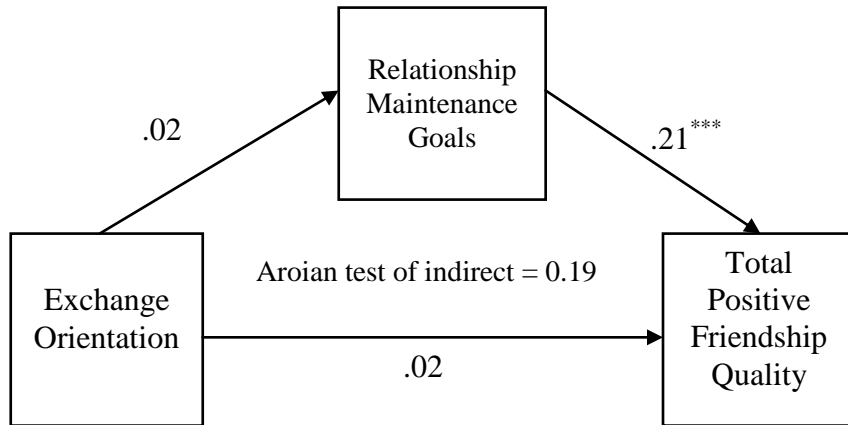 Relationship
Maintenance
Goals
.02
.21***
Exchange
Orientation
Aroian test of indirect = 0.19
.02
Total
Positive
Friendship
Quality